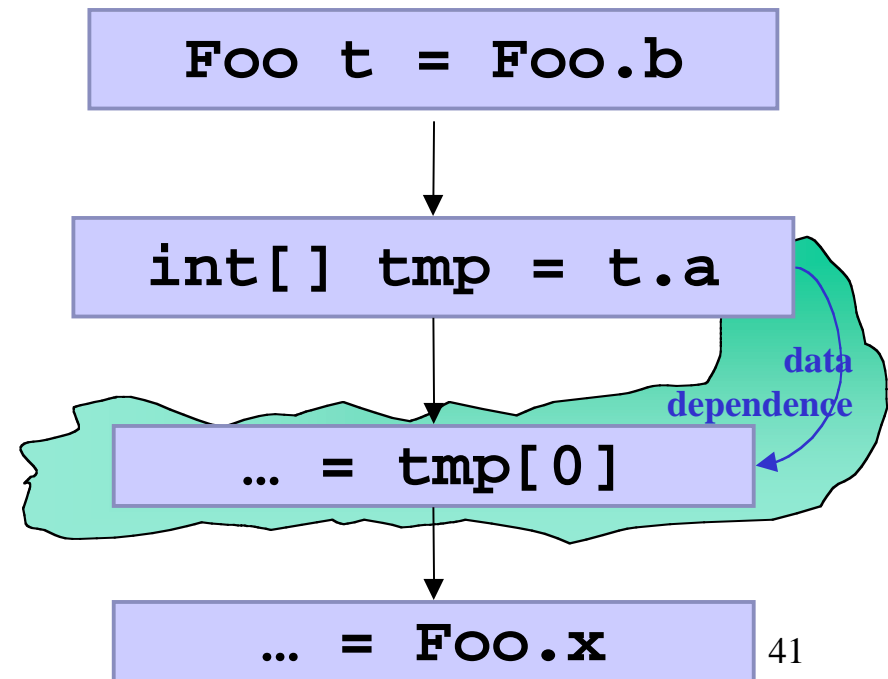 Foo t = Foo.b
int[] tmp = t.a
data
dependence
… = tmp[0]
… = Foo.x
41